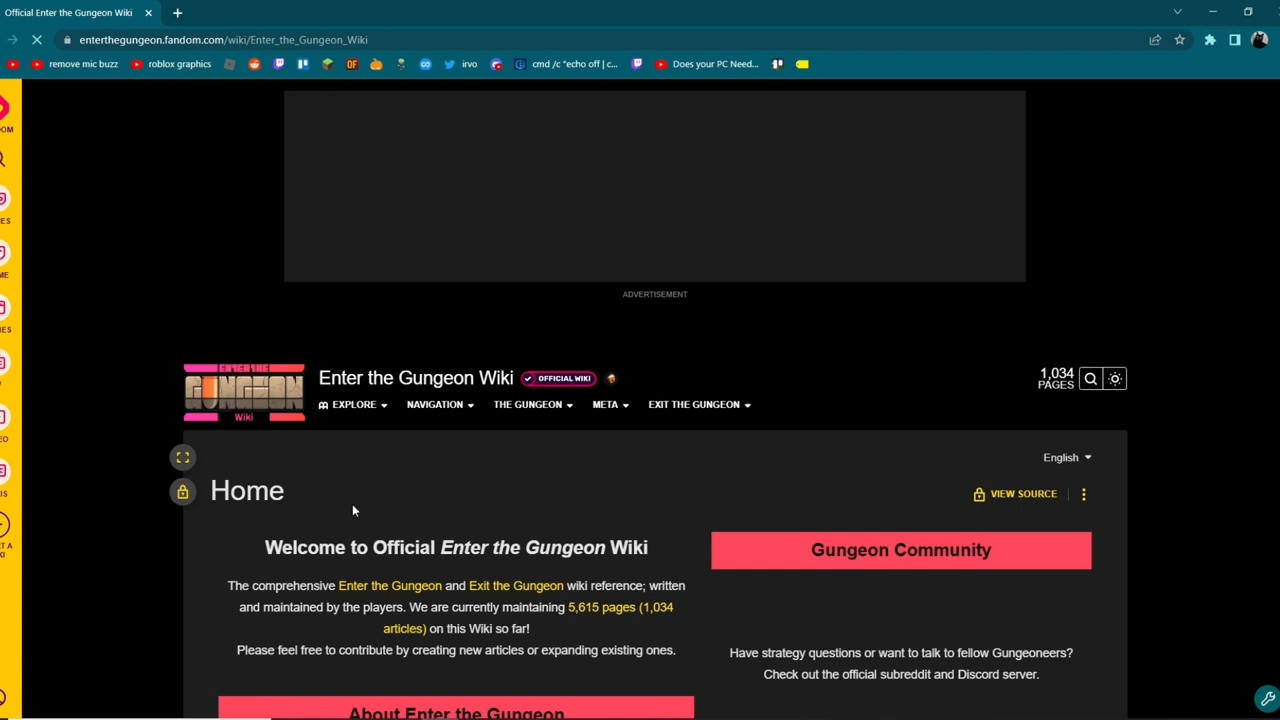 Official Enter the Gungeon Wiki
enterthegungeon.fandom.com/wiki/Enter_the_Gungeon_Wiki
remove mic buzz
roblox graphics
OF
irvo
cmd /c "echo off | c...
Does your PC Need...
ADVERTISEMENT
ENTER THE
GUNGEON
Wiki
Enter the Gungeon Wiki
OFFICIAL WIKI
1,034
PAGES
EXPLORE
NAVIGATION
THE GUNGEON
META
EXIT THE GUNGEON
English
Home
VIEW SOURCE
Welcome to Official Enter the Gungeon Wiki
The comprehensive Enter the Gungeon and Exit the Gungeon wiki reference; written
and maintained by the players. We are currently maintaining 5,615 pages (1,034
articles) on this Wiki so far!
Please feel free to contribute by creating new articles or expanding existing ones.
Gungeon Community
Have strategy questions or want to talk to fellow Gungeoneers?
Check out the official subreddit and Discord server.
About Enter the Gungeon